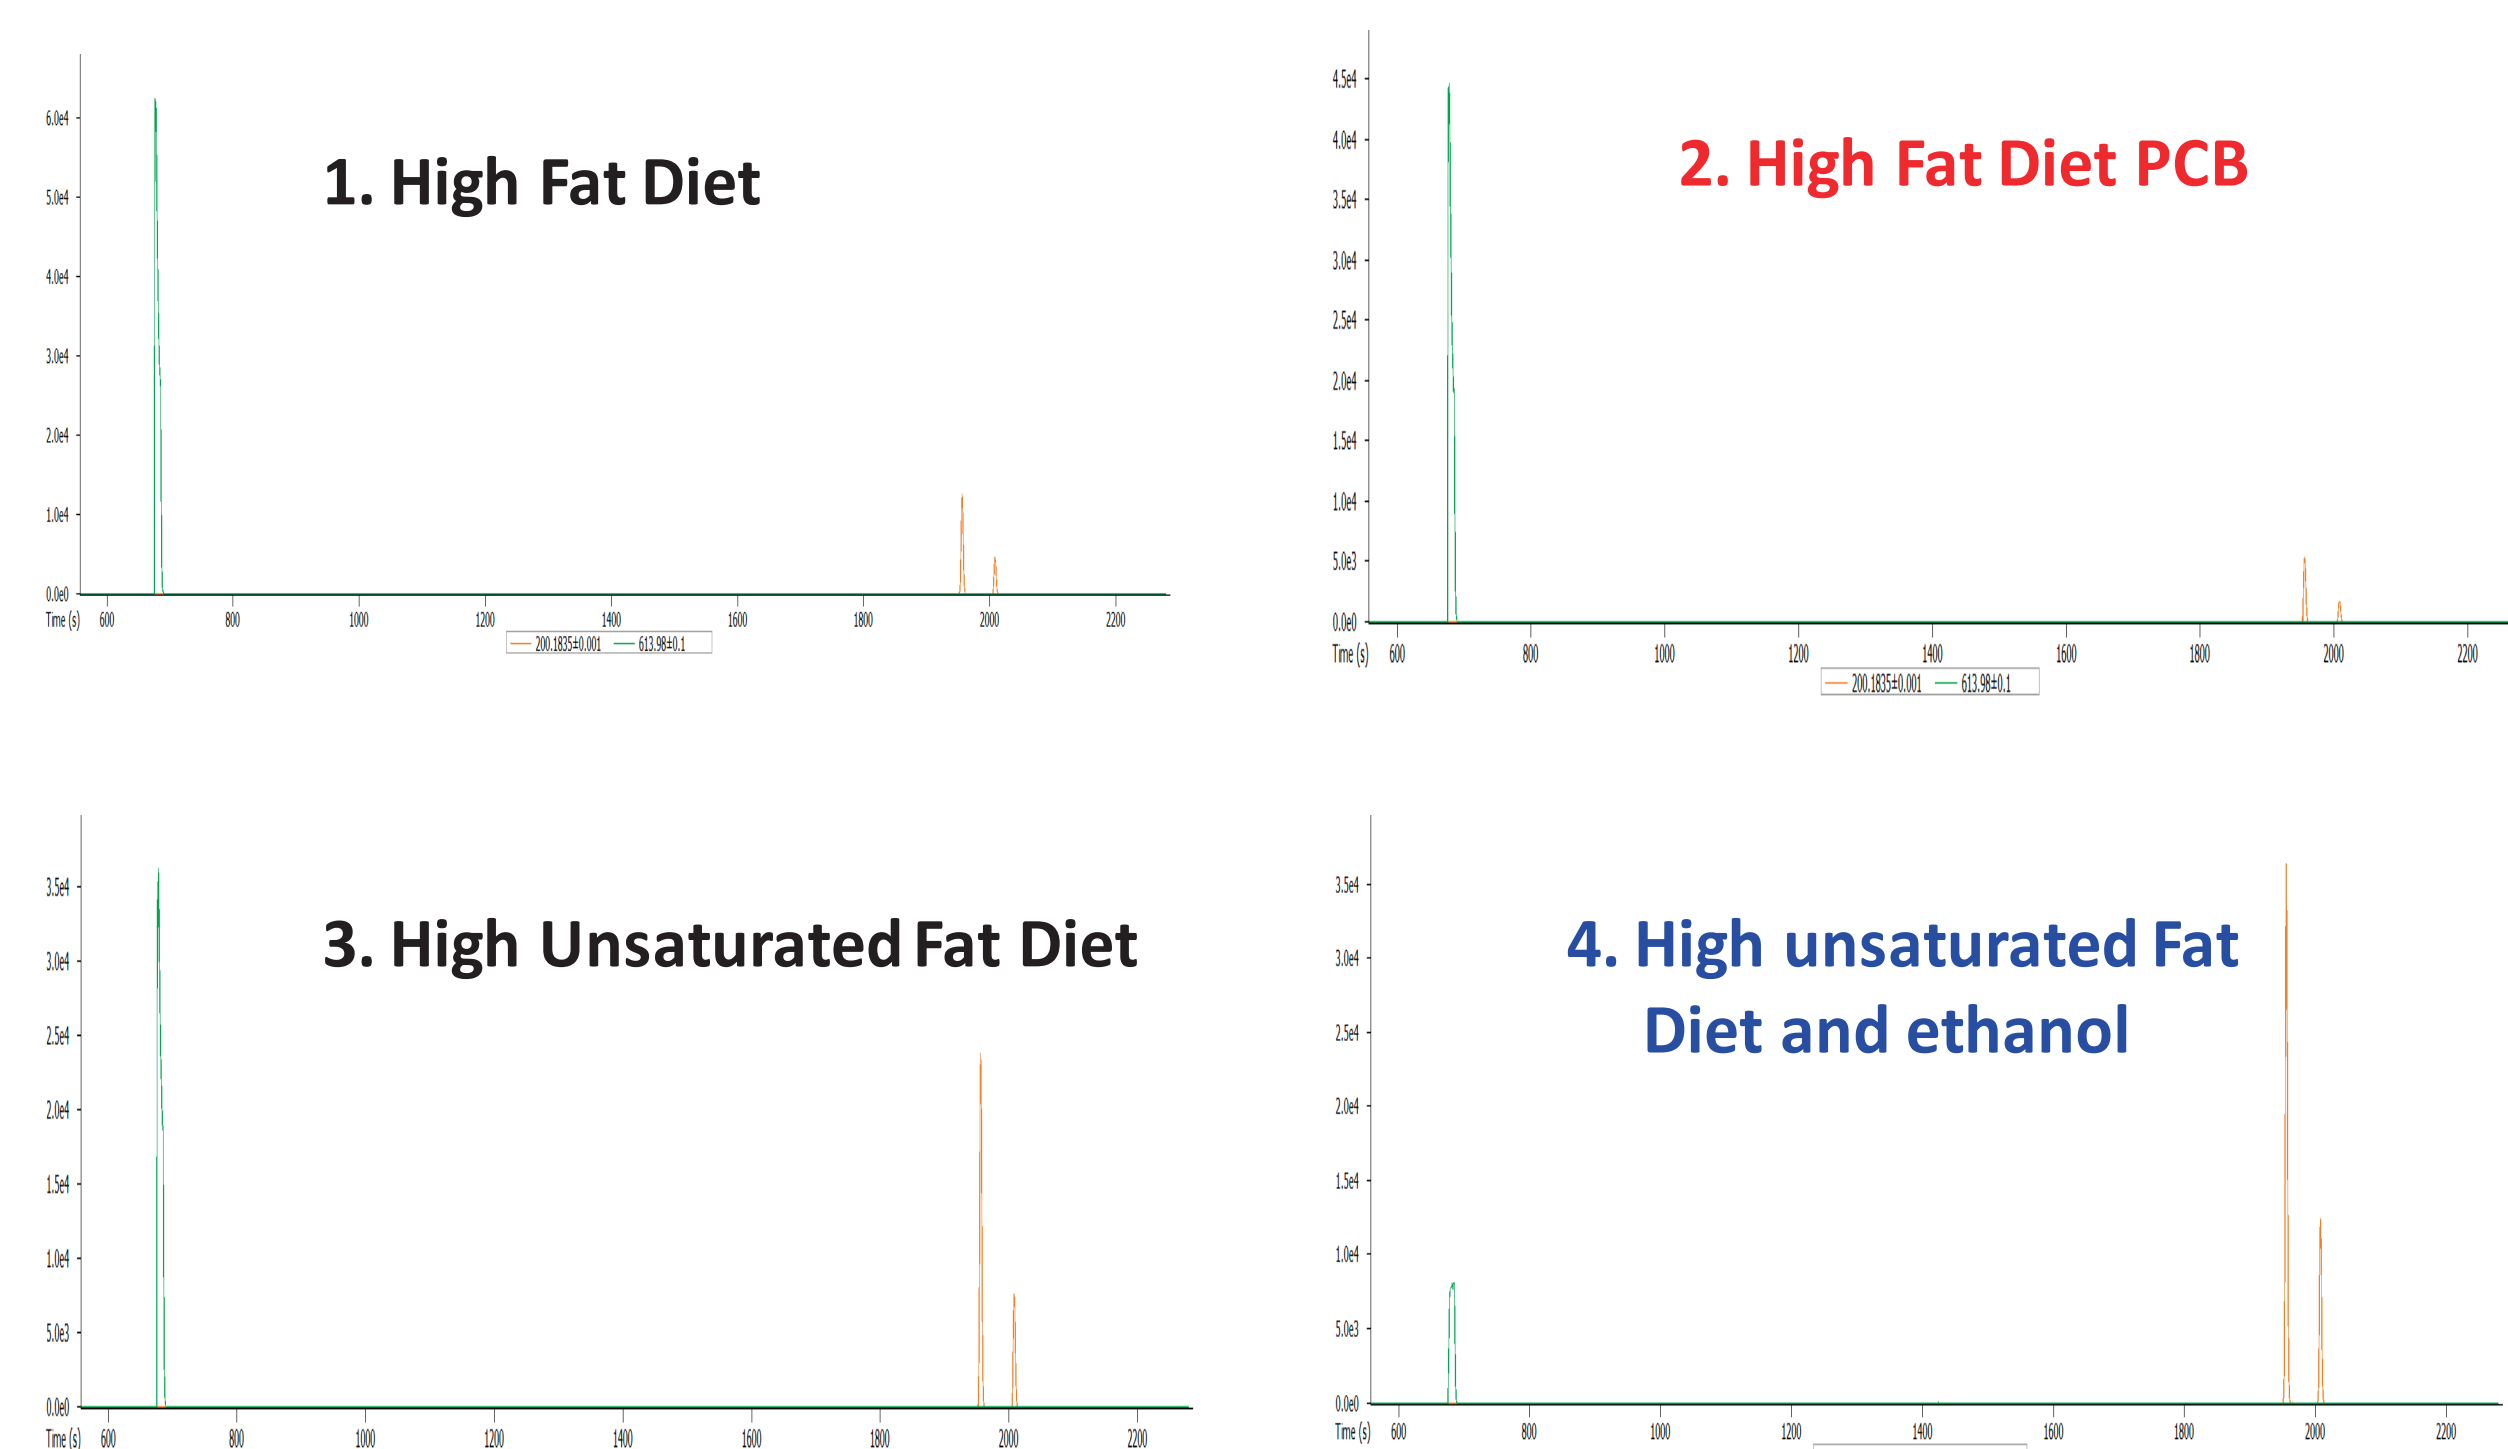 1. High Fat Diet
6.0e4
5.0e4
4.0e4
3.0e4
2.0e4
1.0e4
0.0e0
Time (s) 600 800 1000 1200 1400 1600 1800 2000 2200
200.1835±0.001 613.98±0.1
2. High Fat Diet PCB
4.5e4
4.0e4
3.5e4
3.0e4
2.5e4
2.0e4
1.5e4
1.0e4
5.0e3
0.0e0
Time (s) 600 800 1000 1200 1400 1600 1800 2000 2200
200.1835±0.001 613.98±0.1
3. High Unsaturated Fat Diet
3.5e4
3.0e4
2.5e4
2.0e4
1.5e4
1.0e4
5.0e3
0.0e0
Time (s) 600 800 1000 1200 1400 1600 1800 2000 2200
4. High unsaturated Fat
Diet and ethanol
3.5e4
3.0e4
2.5e4
2.0e4
1.5e4
1.0e4
5.0e3
0.0e0
Time (s) 600 800 1000 1200 1400 1600 1800 2000 2200